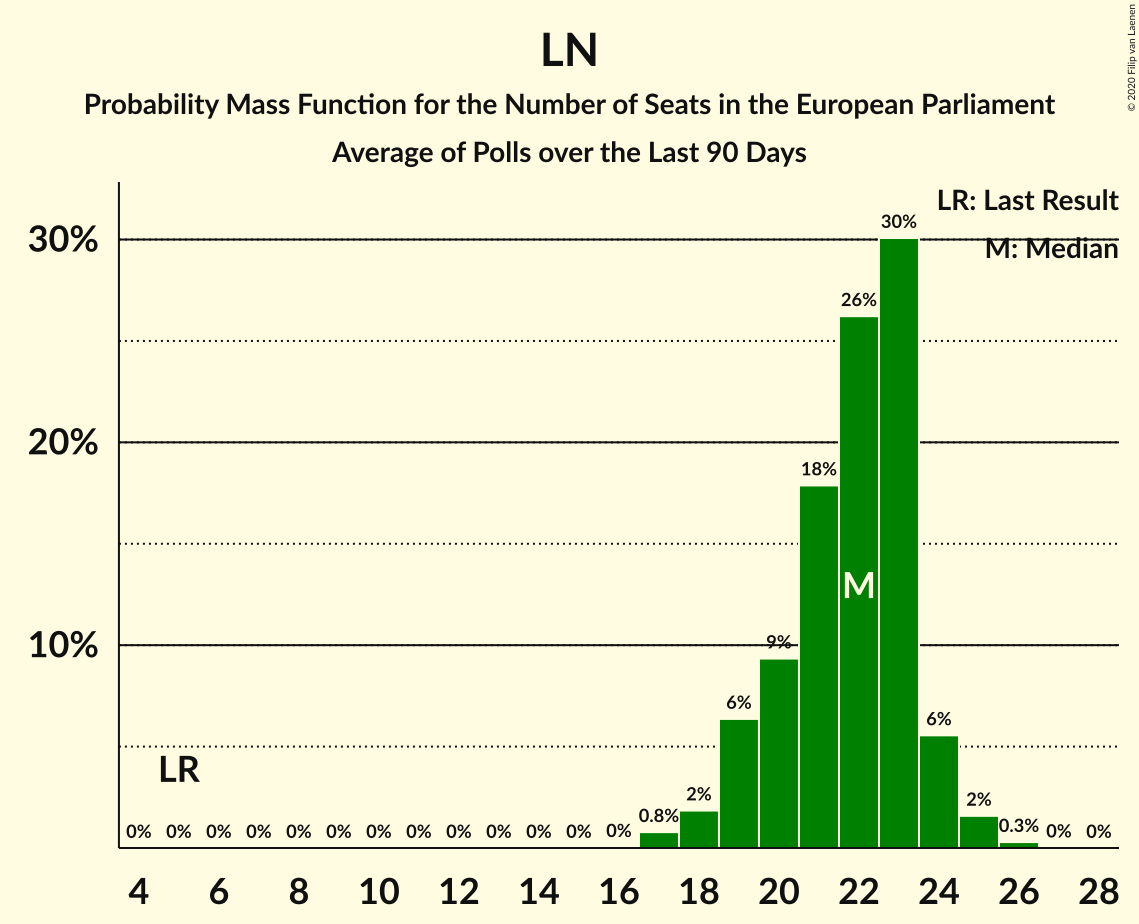 LN
Probability Mass Function for the Number of Seats in the European Parliament
Average of Polls over the Last 90 Days
© 2020 Filip van Laenen
LR: Last Result
M: Median
30%
20%
10%
0% 0% 0% 0% 0% 0% 0% 0% 0% 0% 0% 0% 0% 0.8% 2% 6% 9% 18% 26% 30% 6% 2% 0.3% 0% 0%
LR
M
4 6 8 10 12 14 16 18 20 22 24 26 28